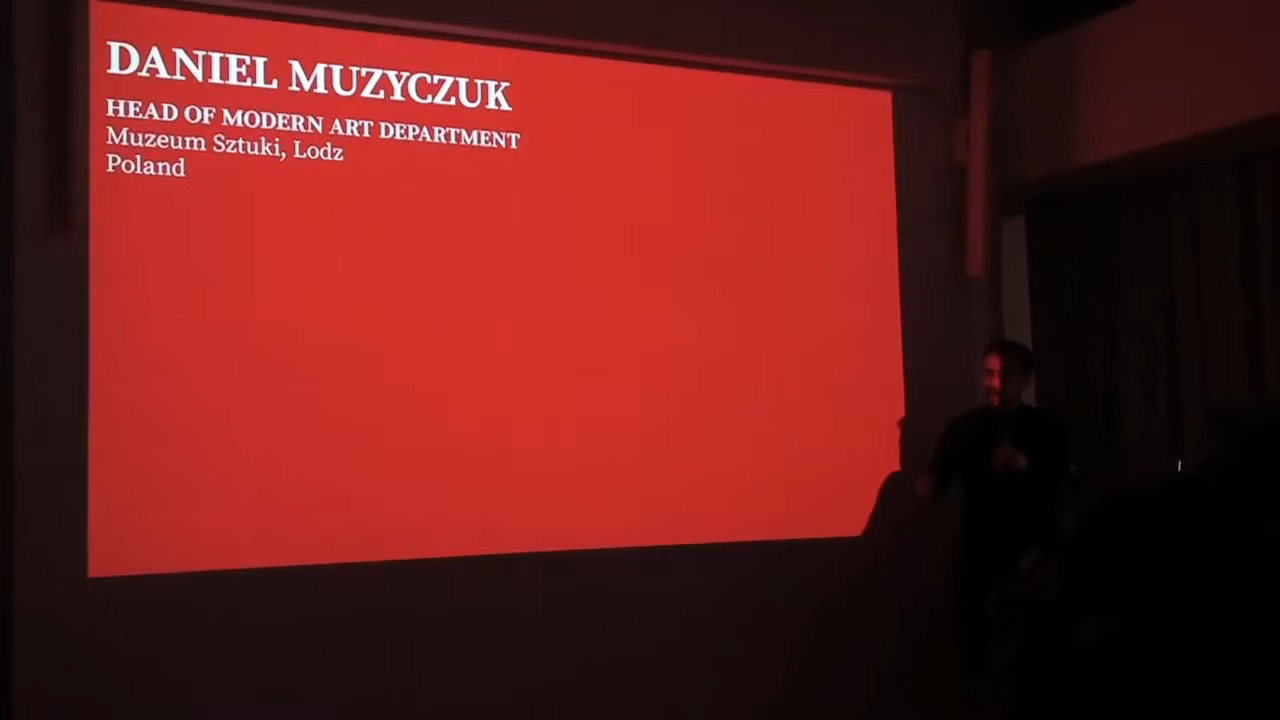 DANIEL MUZYCZUK
HEAD OF MODERN ART DEPARTMENT
Muzeum Sztuki, Lodz
Poland